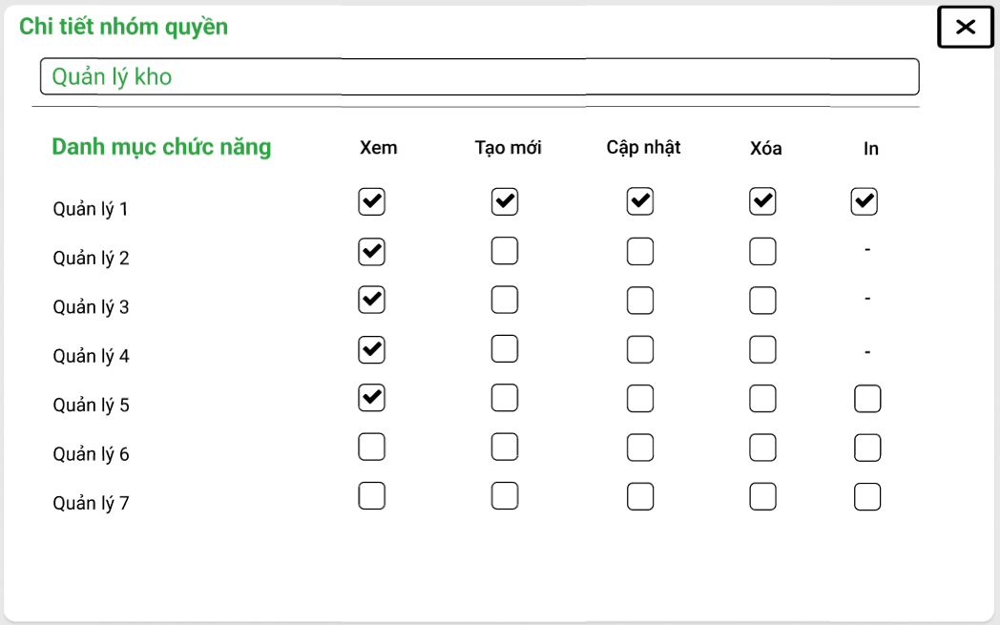 Chi tiết nhóm quyền
Quản lý kho
Danh mục chức năng Xem Tạo mới Cập nhật Xóa In
Quản lý 1
Quản lý 2 -
Quản lý 3 -
Quản lý 4 -
Quản lý 5
Quản lý 6
Quản lý 7